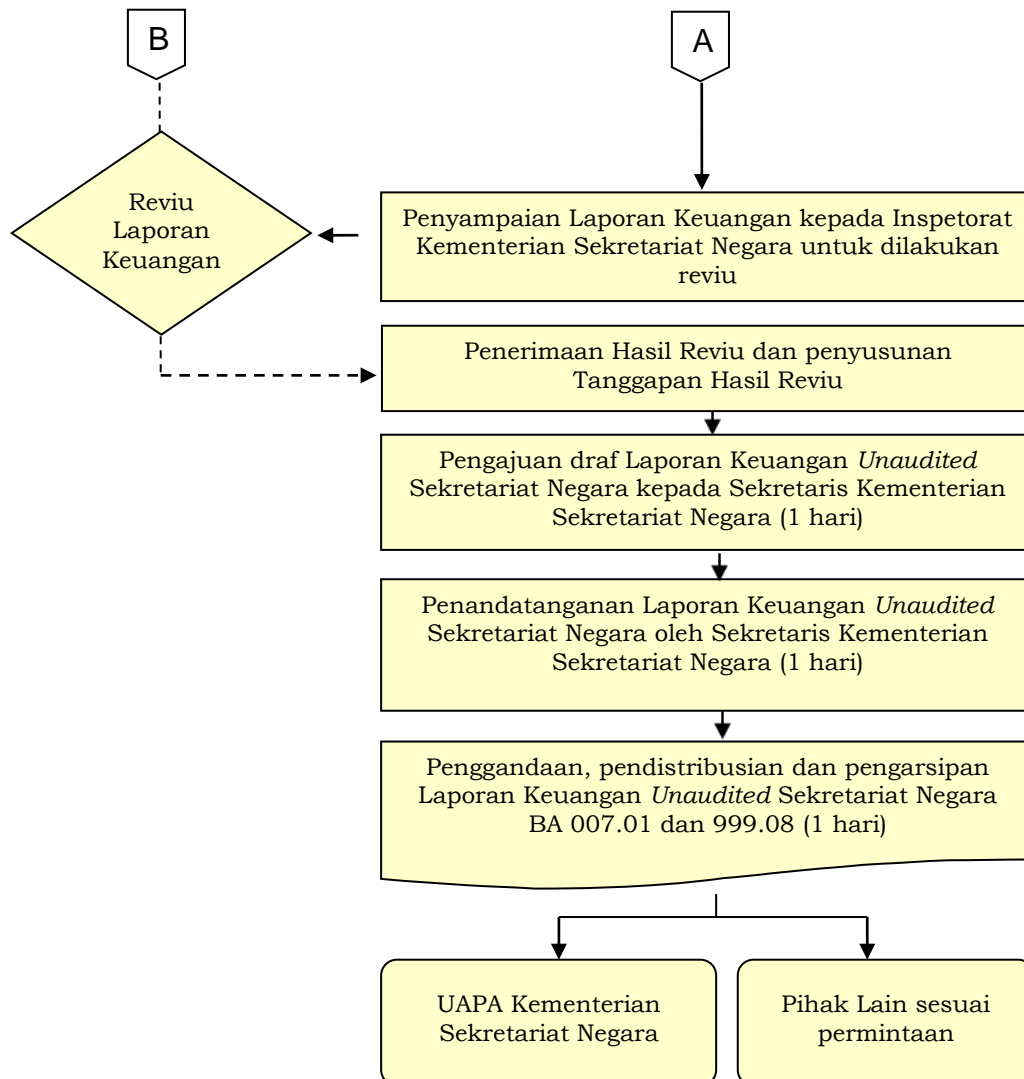 B
A
Reviu
Laporan
Keuangan
Penyampaian Laporan Keuangan kepada Inspetorat
Kementerian Sekretariat Negara untuk dilakukan
reviu
Penerimaan Hasil Reviu dan penyusunan
Tanggapan Hasil Reviu
Pengajuan draf Laporan Keuangan Unaudited
Sekretariat Negara kepada Sekretaris Kementerian
Sekretariat Negara (1 hari)
Penandatanganan Laporan Keuangan Unaudited
Sekretariat Negara oleh Sekretaris Kementerian
Sekretariat Negara (1 hari)
Penggandaan, pendistribusian dan pengarsipan
Laporan Keuangan Unaudited Sekretariat Negara
BA 007.01 dan 999.08 (1 hari)
UAPA Kementerian
Sekretariat Negara
Pihak Lain sesuai
permintaan